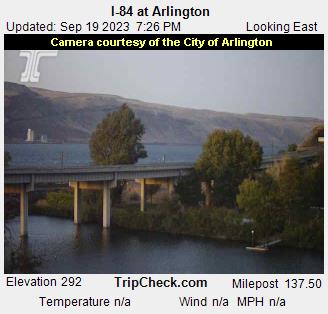 I-84 at Arlington
Updated: Sep 19 2023 7:26 PM Looking East
Camera courtesy of the City of Arlington
Elevation 292 TripCheck.com Milepost 137.50
Temperature n/a Wind n/a MPH n/a